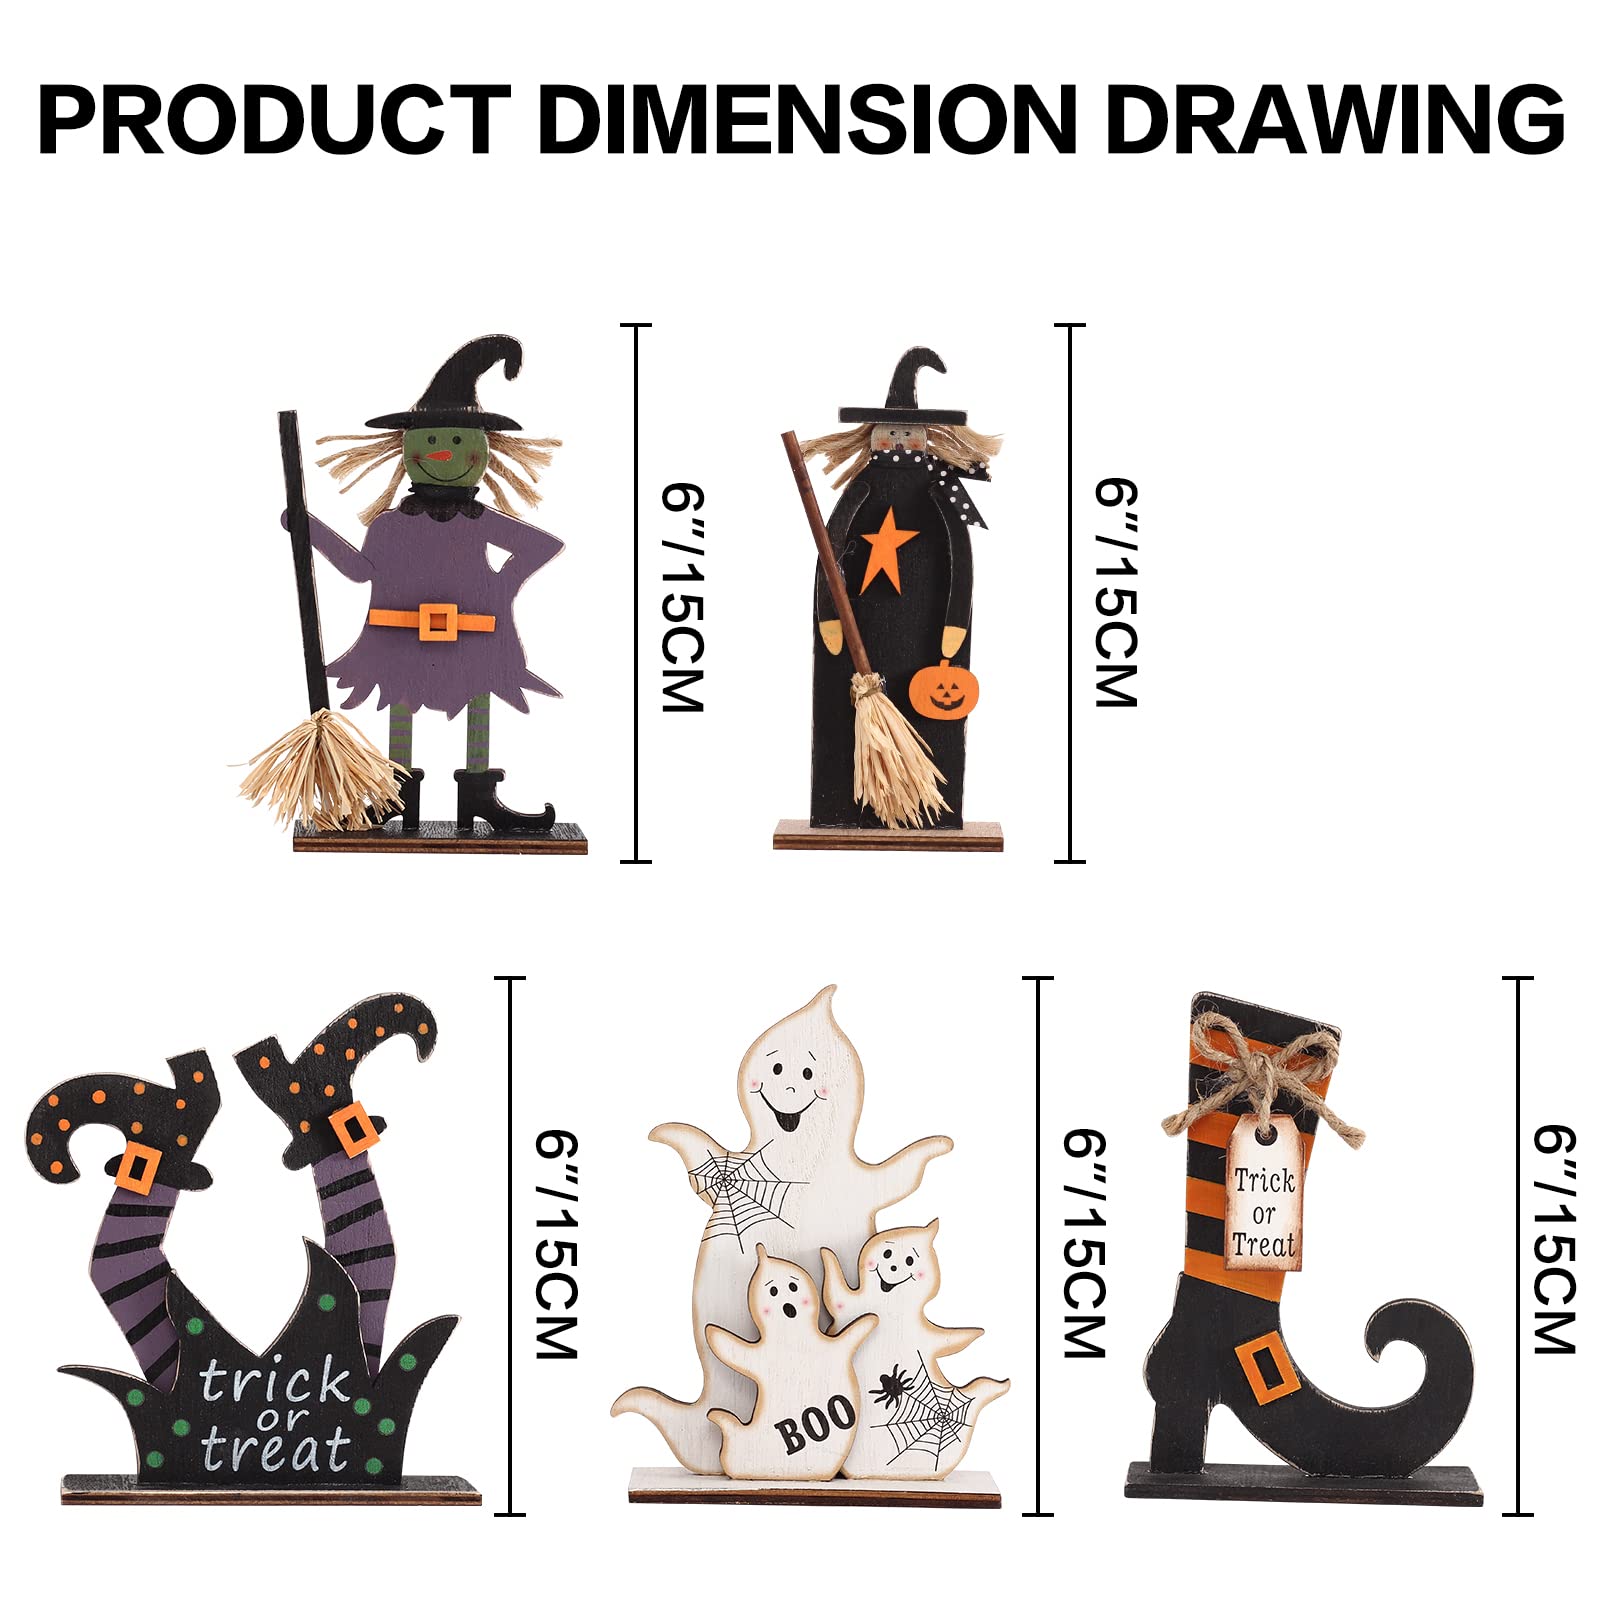 PRODUCT DIMENSION DRAWING
6"/15CM
6"/15CM
trick
or
treat
6"/15CM
BOO
6"/15CM
Trick
or
Treat
6"/15CM